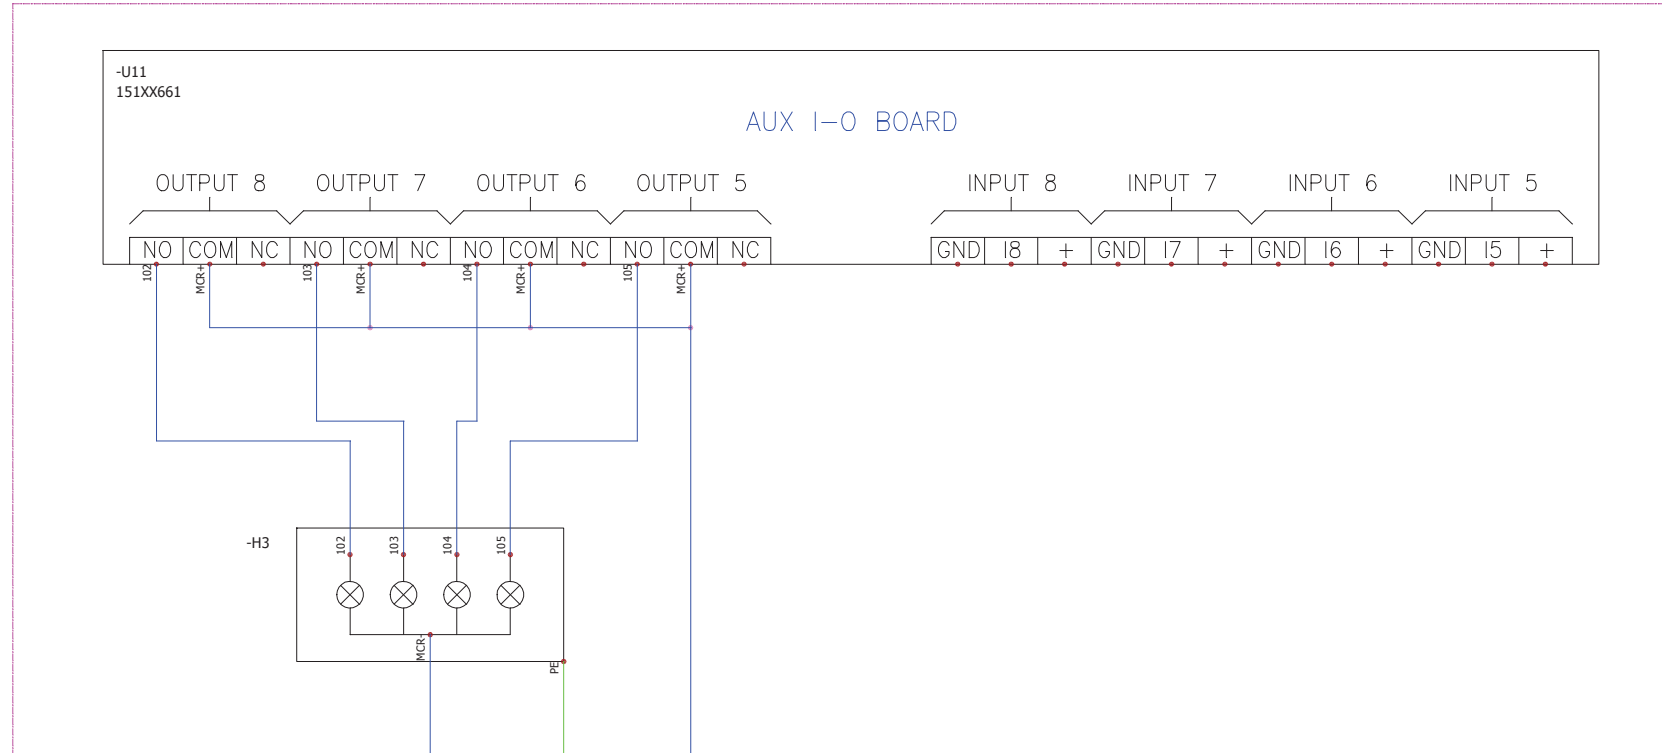 -U11
151XX661
AUX I-O BOARD
OUTPUT 8 OUTPUT 7 OUTPUT 6 OUTPUT 5 INPUT 8 INPUT 7 INPUT 6 INPUT 5
NO COM NC NO COM NC NO COM NC NO COM NC GND I8 + GND I7 + GND I6 + GND I5 +
102 MCR+ 103 MCR+ 104 MCR+ 105 MCR+
-H3
102 103 104 105
MCR-
PE